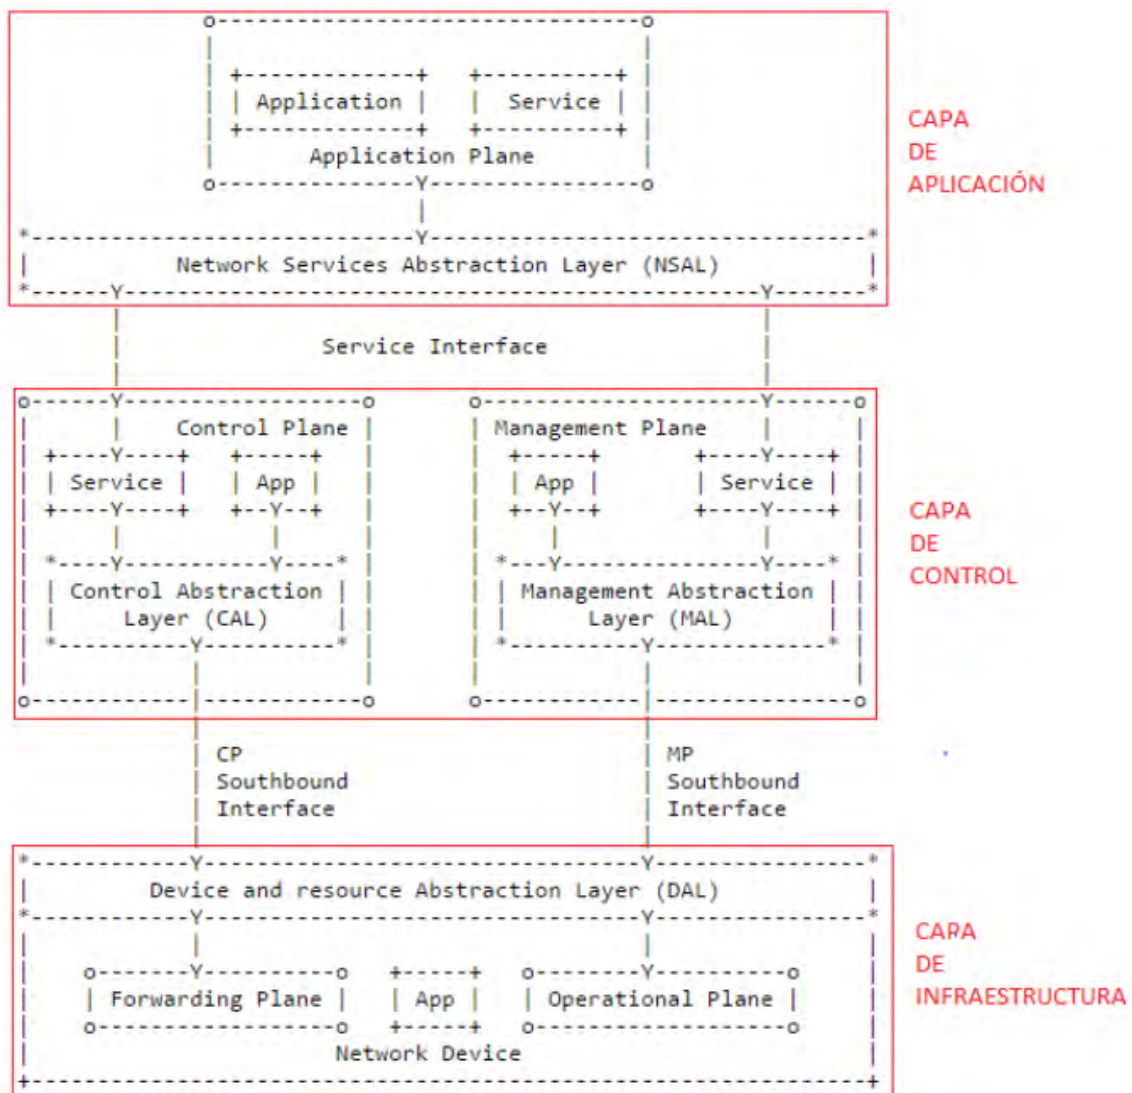 Application Service
Application Plane
CAPA
DE
APLICACIÓN
Network Services Abstraction Layer (NSAL)
Service Interface
Control Plane Management Plane
Service App App Service
Control Abstraction Management Abstraction
Layer (CAL) Layer (MAL)
CAPA
DE
CONTROL
CP MP
Southbound Southbound
Interface Interface
Device and resource Abstraction Layer (DAL)
Forwarding Plane App Operational Plane
Network Device
CAPA
DE
INFRAESTRUCTURA